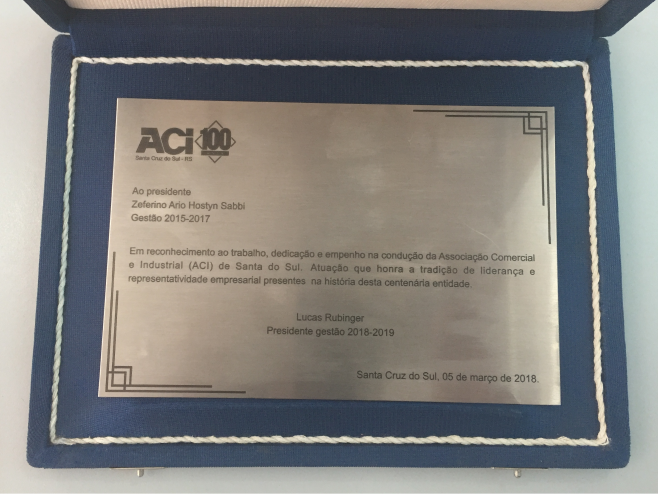 ACI 100
Santa Cruz do Sul - RS
Ao presidente
Zeferino Ario Hostyn Sabbi
Gestão 2015-2017
Em reconhecimento ao trabalho, dedicação e empenho na condução da Associação Comercial
e Industrial (ACI) de Santa do Sul. Atuação que honra a tradição de liderança e
representatividade empresarial presentes na história desta centenária entidade.
Lucas Rubinger
Presidente gestão 2018-2019
Santa Cruz do Sul, 05 de março de 2018.